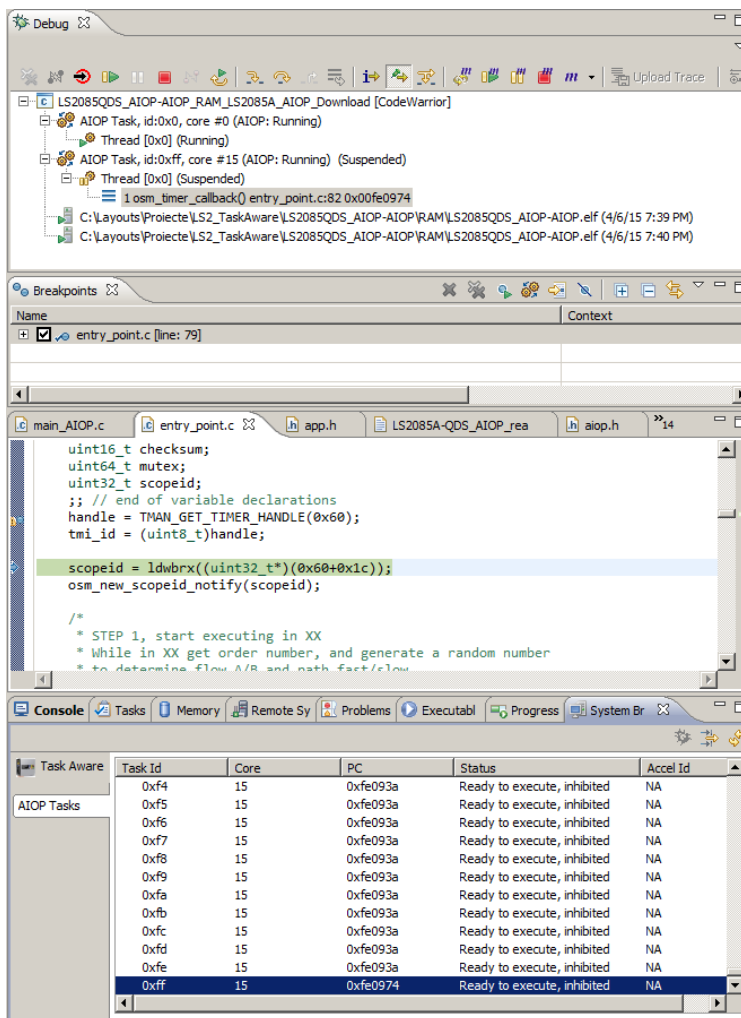 Debug
Upload Trace
LS2085QDS_AIOP-AIOP_RAM_LS2085A_AIOP_Download [CodeWarrior]
AIOP Task, id:0x0, core #0 (AIOP: Running)
Thread [0x0] (Running)
AIOP Task, id:0xff, core #15 (AIOP: Running) (Suspended)
Thread [0x0] (Suspended)
1 osm_timer_callback() entry_point.c:82 0x00fe0974
C:\Layouts\Proiecte\LS2_TaskAware\LS2085QDS_AIOP-AIOP\RAM\LS2085QDS_AIOP-AIOP.elf (4/6/15 7:39 PM)
C:\Layouts\Proiecte\LS2_TaskAware\LS2085QDS_AIOP-AIOP\RAM\LS2085QDS_AIOP-AIOP.elf (4/6/15 7:40 PM)
Breakpoints
Name Context
entry_point.c [line: 79]
main_AIOP.c entry_point.c app.h LS2085A-QDS_AIOP_rea aiop.h »14
uint16_t checksum;
uint64_t mutex;
uint32_t scopeid;
;; // end of variable declarations
handle = TMAN_GET_TIMER_HANDLE(0x60);
tmi_id = (uint8_t)handle;
scopeid = ldwbrx((uint32_t*)(0x60+0x1c));
osm_new_scopeid_notify(scopeid);
/*
* STEP 1, start executing in XX
* While in XX get order number, and generate a random number
* to determine flow A/B and path fast/slow
Console Tasks Memory Remote Sy Problems Executabl Progress System Br
Task Aware
AIOP Tasks
Task Id Core PC Status Accel Id
0xf4 15 0xfe093a Ready to execute, inhibited NA
0xf5 15 0xfe093a Ready to execute, inhibited NA
0xf6 15 0xfe093a Ready to execute, inhibited NA
0xf7 15 0xfe093a Ready to execute, inhibited NA
0xf8 15 0xfe093a Ready to execute, inhibited NA
0xf9 15 0xfe093a Ready to execute, inhibited NA
0xfa 15 0xfe093a Ready to execute, inhibited NA
0xfb 15 0xfe093a Ready to execute, inhibited NA
0xfc 15 0xfe093a Ready to execute, inhibited NA
0xfd 15 0xfe093a Ready to execute, inhibited NA
0xfe 15 0xfe093a Ready to execute, inhibited NA
0xff 15 0xfe0974 Ready to execute, inhibited NA